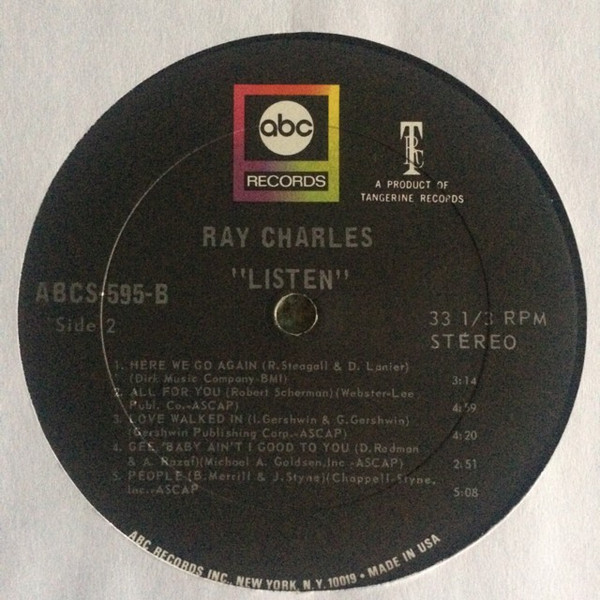 abc
RECORDS
TRC
A PRODUCT OF
TANGERINE RECORDS
RAY CHARLES
"LISTEN"
ABCS-595-B
Side 2
33 1/3 RPM
STEREO
1. HERE WE GO AGAIN (R. Steagall & D. Lanier)
(Dirk Music Company-BMI) 3:14
2. ALL FOR YOU (Robert Scherman)(Webster-Lee
Publ. Co.-ASCAP) 4:59
3. LOVE WALKED IN (I. Gershwin & G. Gershwin)
(Gershwin Publishing Corp.-ASCAP) 4:20
4. GEE, BABY AIN'T I GOOD TO YOU (D. Redman
& A. Razaf)(Michael A. Goldsen, Inc.-ASCAP) 2:51
5. PEOPLE (B. Merrill & J. Styne)(Chappell-Styne,
Inc.-ASCAP 5:08
ABC RECORDS INC., NEW YORK, N.Y. 10019 • MADE IN USA